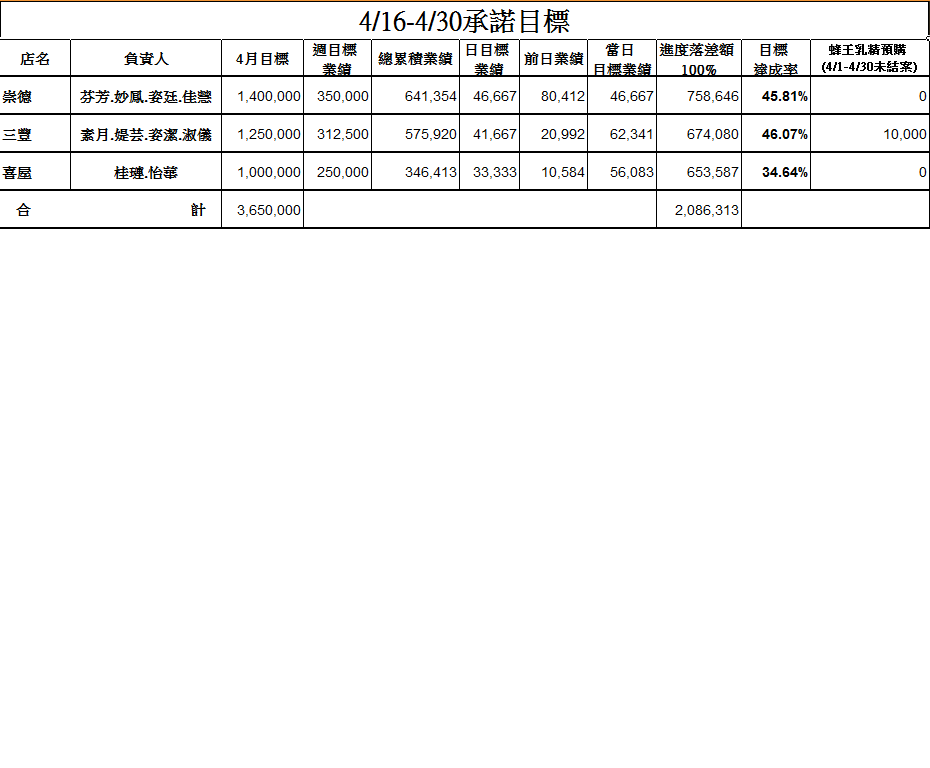 4/16-4/30承諾目標
店名 負責人 4月目標 週目標業績 總累積業績 日目標業績 前日業績 當日目標業績 進度落差額100% 目標達成率 蜂王乳精預購(4/1-4/30未結案)
崇德 芬芳.妙鳳.姿廷.佳慧 1,400,000 350,000 641,354 46,667 80,412 46,667 758,646 45.81% 0
三豐 素月.媞芸.姿潔.淑儀 1,250,000 312,500 575,920 41,667 20,992 62,341 674,080 46.07% 10,000
喜屋 桂璉.怡華 1,000,000 250,000 346,413 33,333 10,584 56,083 653,587 34.64% 0
合 計 3,650,000 2,086,313